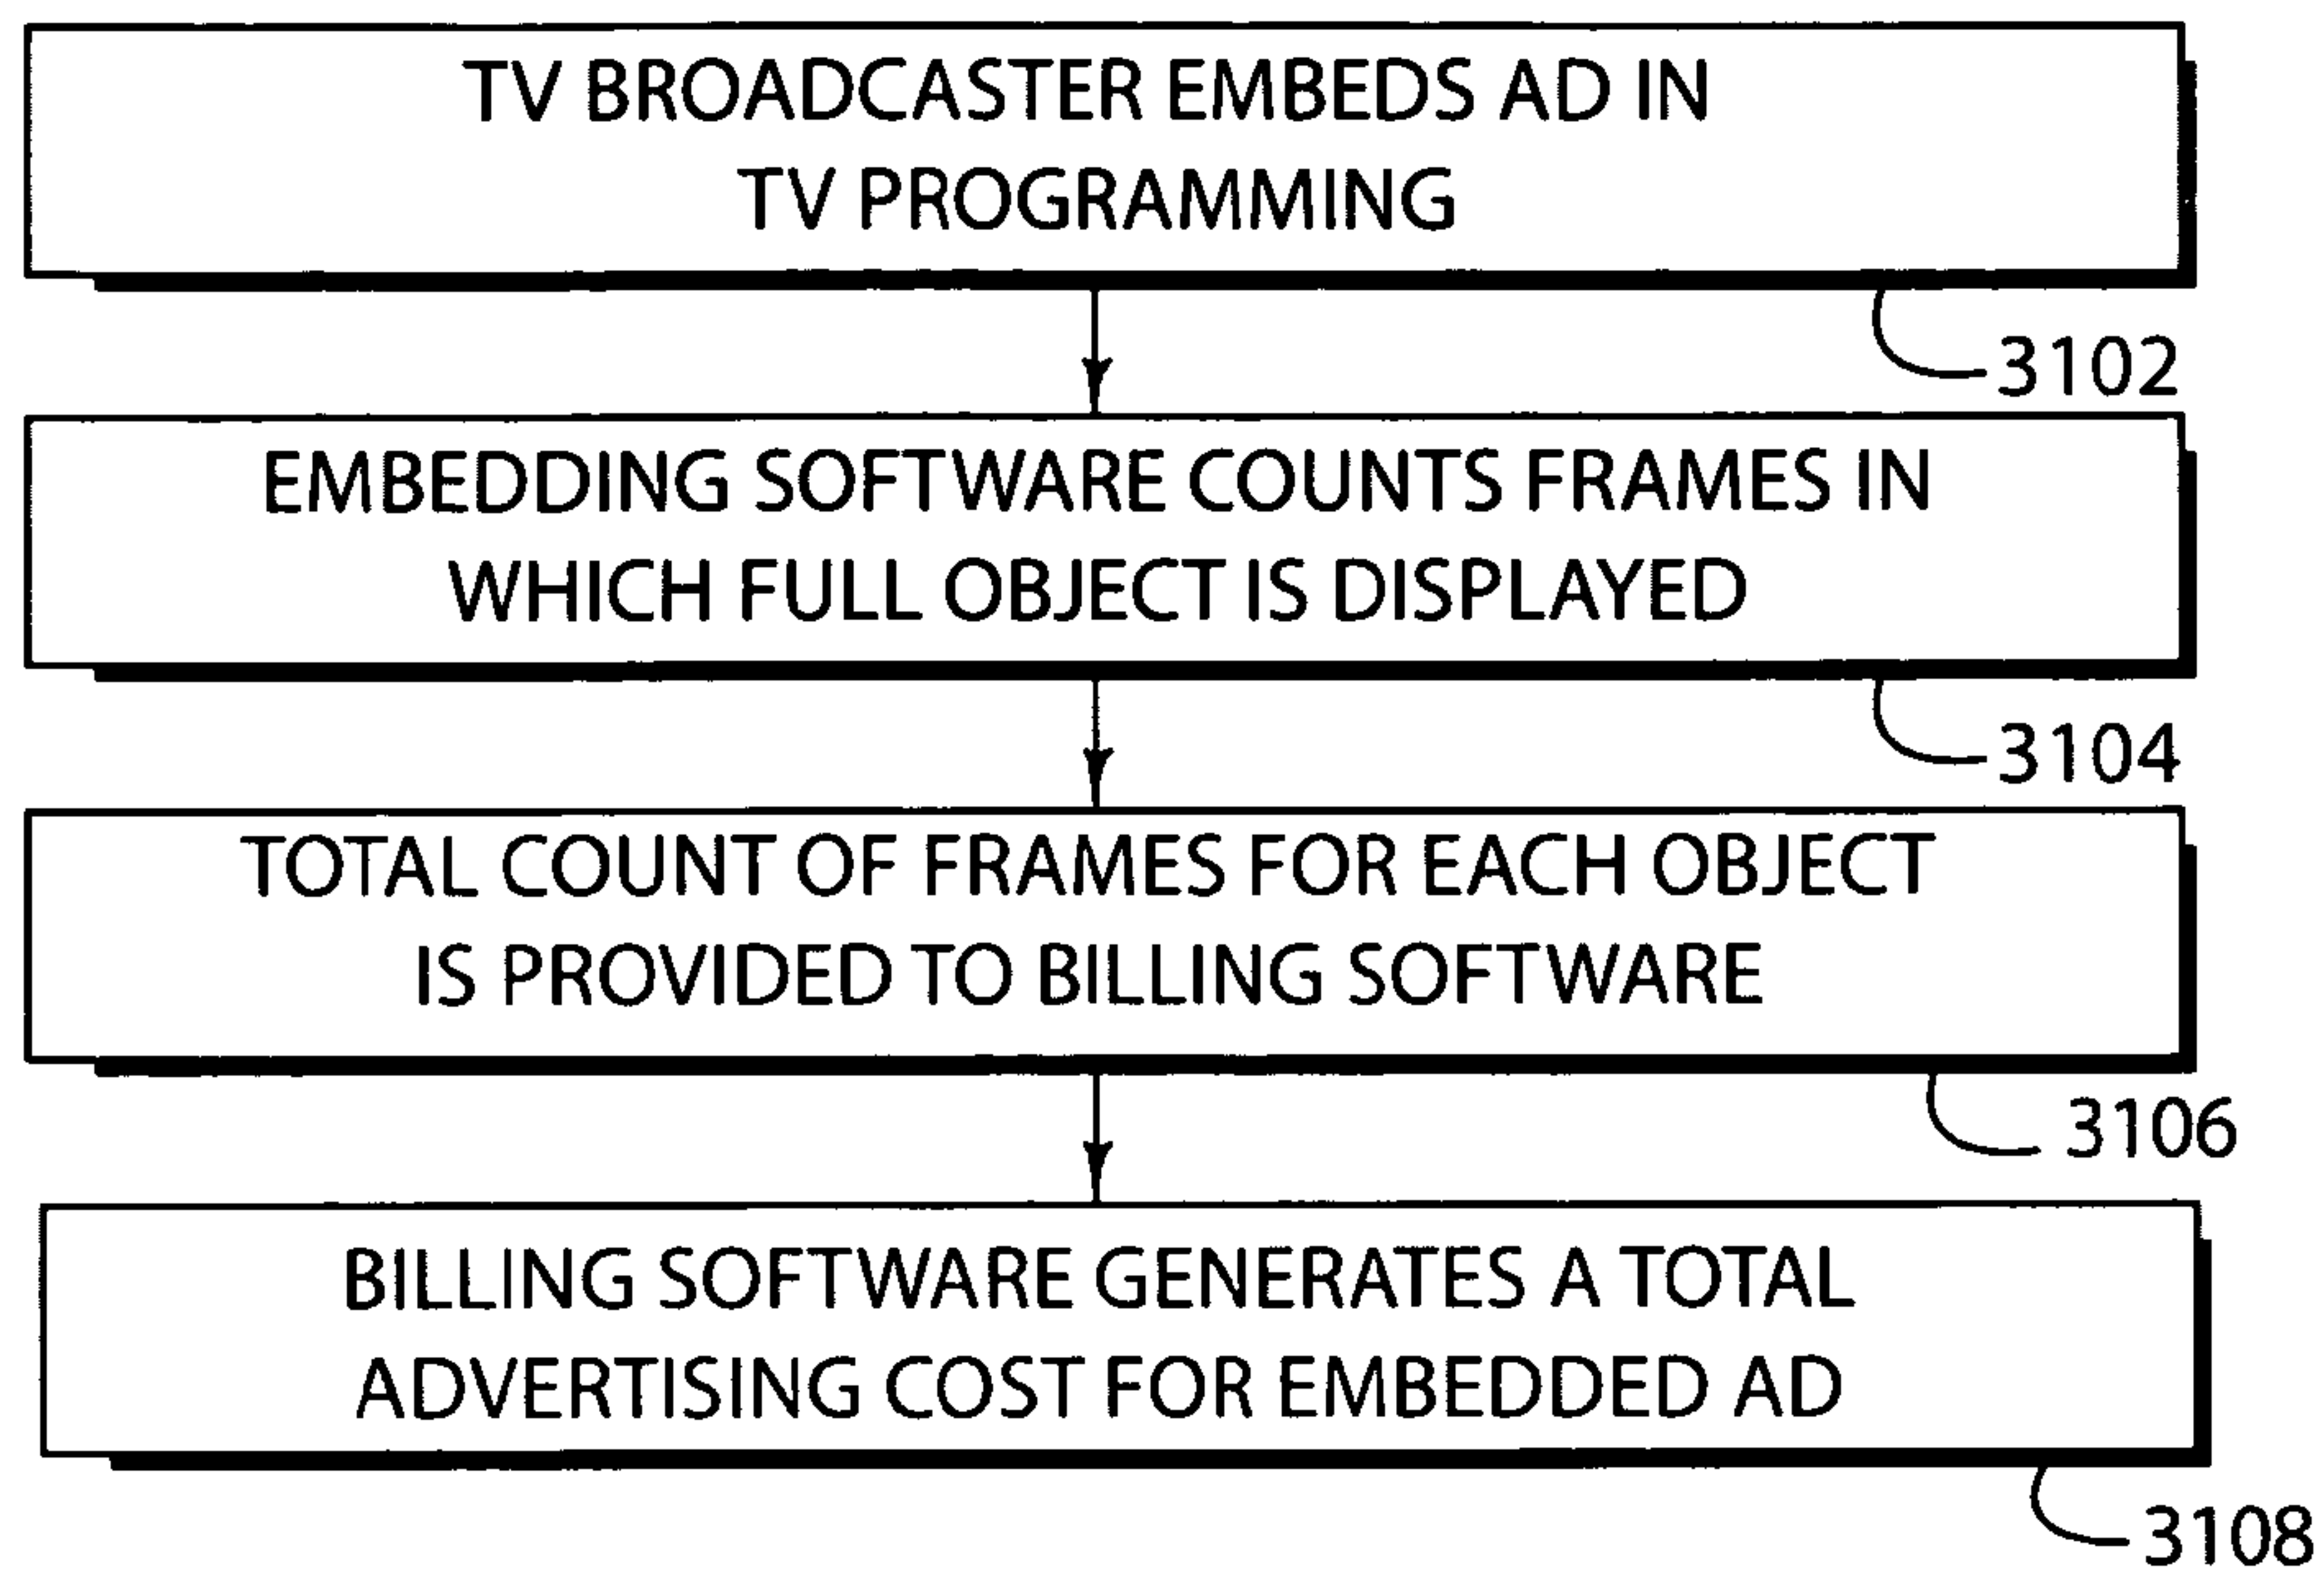 TV BROADCASTER EMBEDS AD IN
TV PROGRAMMING
3102
EMBEDDING SOFTWARE COUNTS FRAMES IN
WHICH FULL OBJECT IS DISPLAYED
3104
TOTAL COUNT OF FRAMES FOR EACH OBJECT
IS PROVIDED TO BILLING SOFTWARE
3106
BILLING SOFTWARE GENERATES A TOTAL
ADVERTISING COST FOR EMBEDDED AD
3108